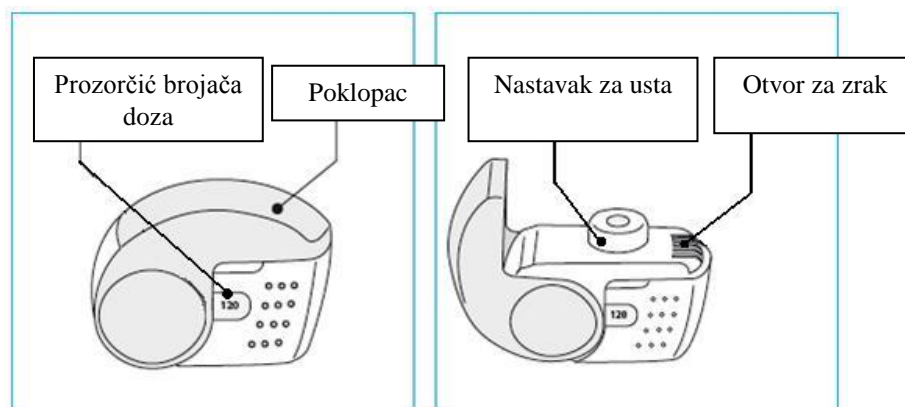 Prozorčić brojača
doza
Poklopac
Nastavak za usta
Otvor za zrak
120
120